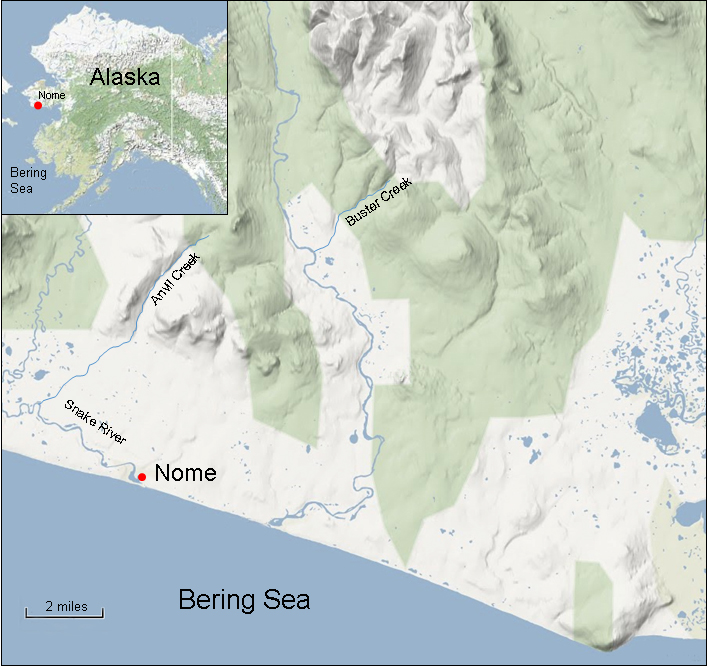 Alaska
Nome
Bering
Sea
Buster Creek
Anvil Creek
Snake River
Nome
Bering Sea
2 miles